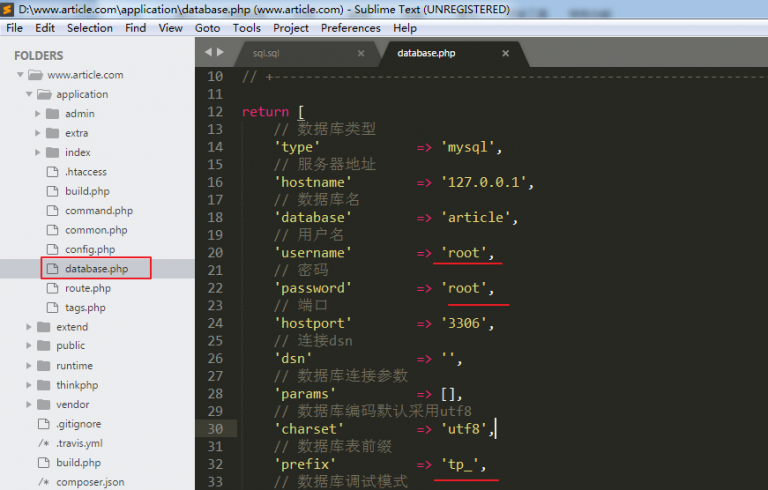 D:\www.article.com\application\database.php (www.article.com) - Sublime Text (UNREGISTERED)
File Edit Selection Find View Goto Tools Project Preferences Help
FOLDERS
www.article.com
application
admin
extra
index
.htaccess
build.php
command.php
common.php
config.php
database.php
route.php
tags.php
extend
public
runtime
thinkphp
vendor
.gitignore
/* .travis.yml
build.php
/* composer.json
sql.sql × database.php ×
10 // +----------------------------------------------------------------------
11
12 return [
13 // 数据库类型
14 'type' => 'mysql',
15 // 服务器地址
16 'hostname' => '127.0.0.1',
17 // 数据库名
18 'database' => 'article',
19 // 用户名
20 'username' => 'root',
21 // 密码
22 'password' => 'root',
23 // 端口
24 'hostport' => '3306',
25 // 连接dsn
26 'dsn' => '',
27 // 数据库连接参数
28 'params' => [],
29 // 数据库编码默认采用utf8
30 'charset' => 'utf8',
31 // 数据库表前缀
32 'prefix' => 'tp_',
33 // 数据库调试模式